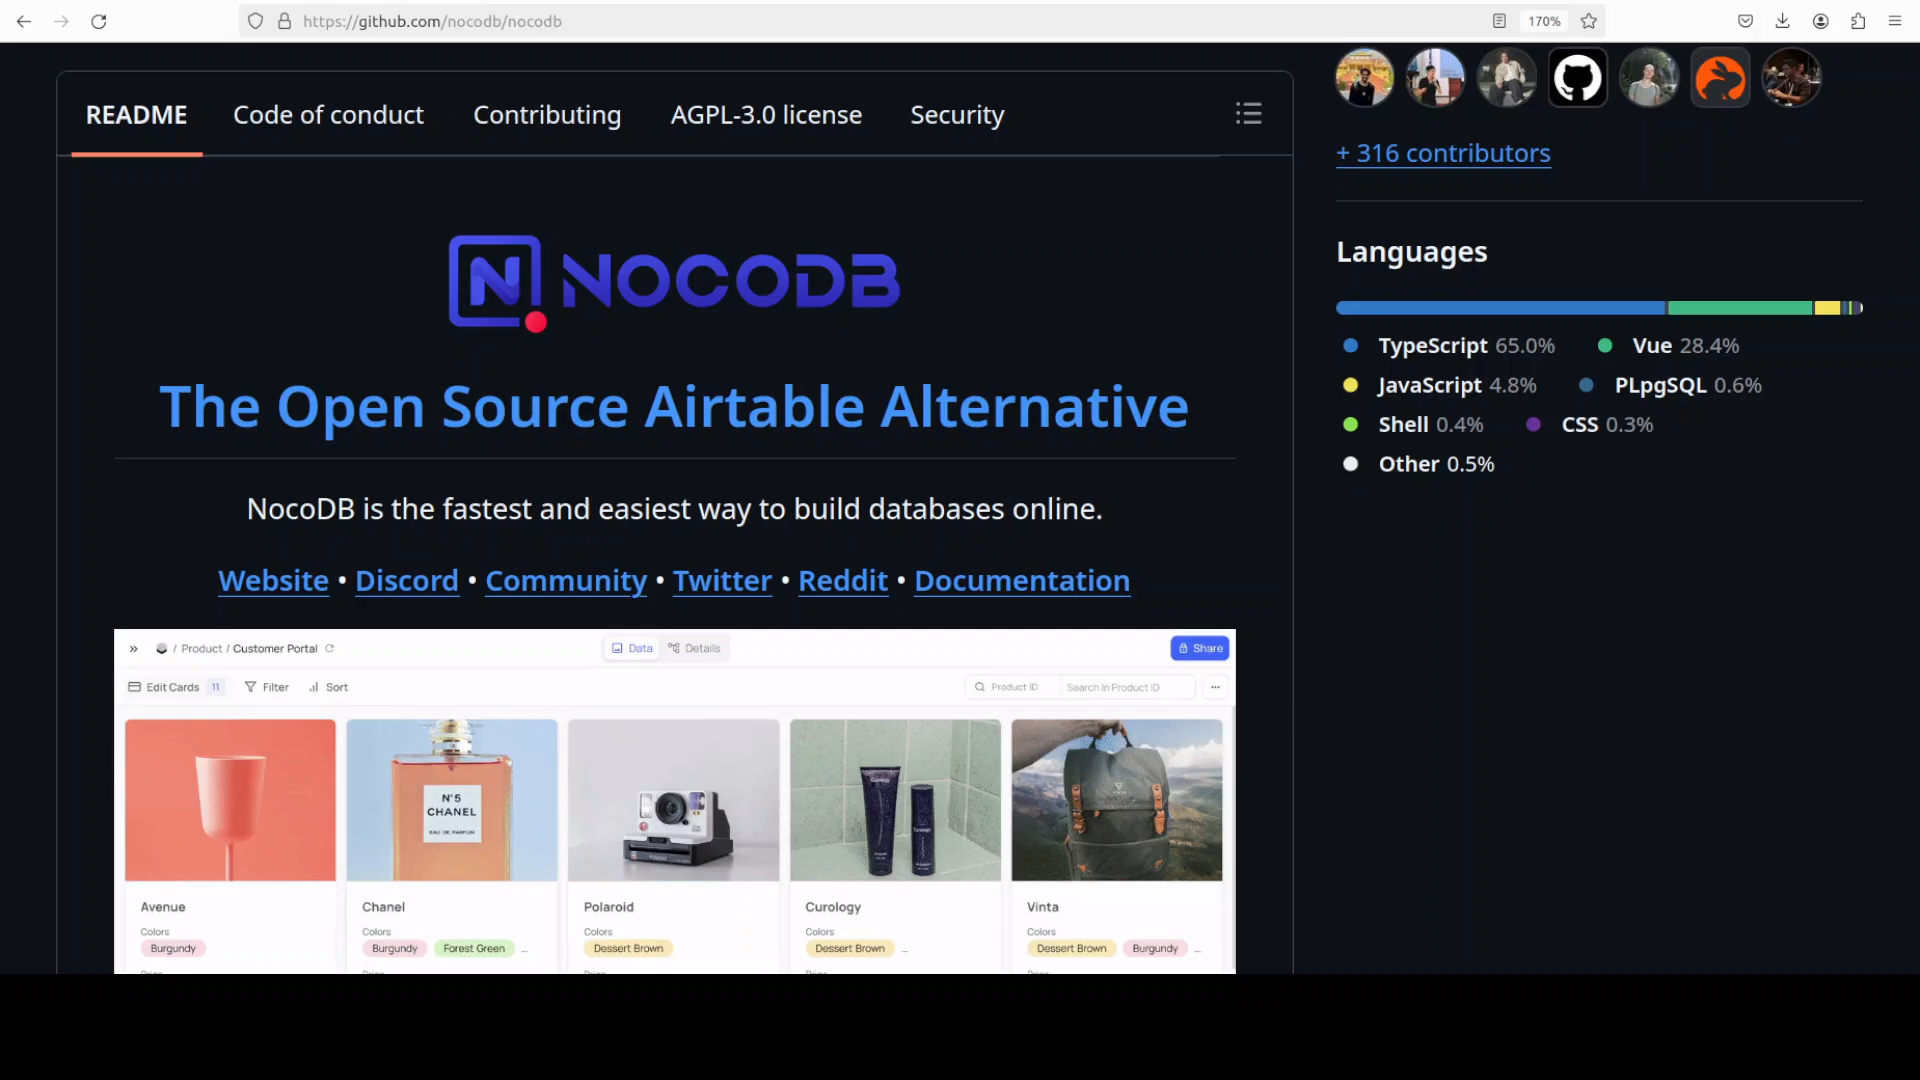 https://github.com/nocodb/nocodb
170%
README
Code of conduct
Contributing
AGPL-3.0 license
Security
+ 316 contributors
NOCODB
The Open Source Airtable Alternative
NocoDB is the fastest and easiest way to build databases online.
Website • Discord • Community • Twitter • Reddit • Documentation
Languages
TypeScript 65.0%
Vue 28.4%
JavaScript 4.8%
PLpgSQL 0.6%
Shell 0.4%
CSS 0.3%
Other 0.5%
/ Product / Customer Portal
Data
Details
Share
Edit Cards 11
Filter
Sort
Product ID
Search In Product ID
N°5
CHANEL
EAU DE PARFUM
Curology
Avenue
Colors
Burgundy
Chanel
Colors
Burgundy
Forest Green
...
Polaroid
Colors
Dessert Brown
Curology
Colors
Dessert Brown
...
Vinta
Colors
Dessert Brown
Burgundy
...